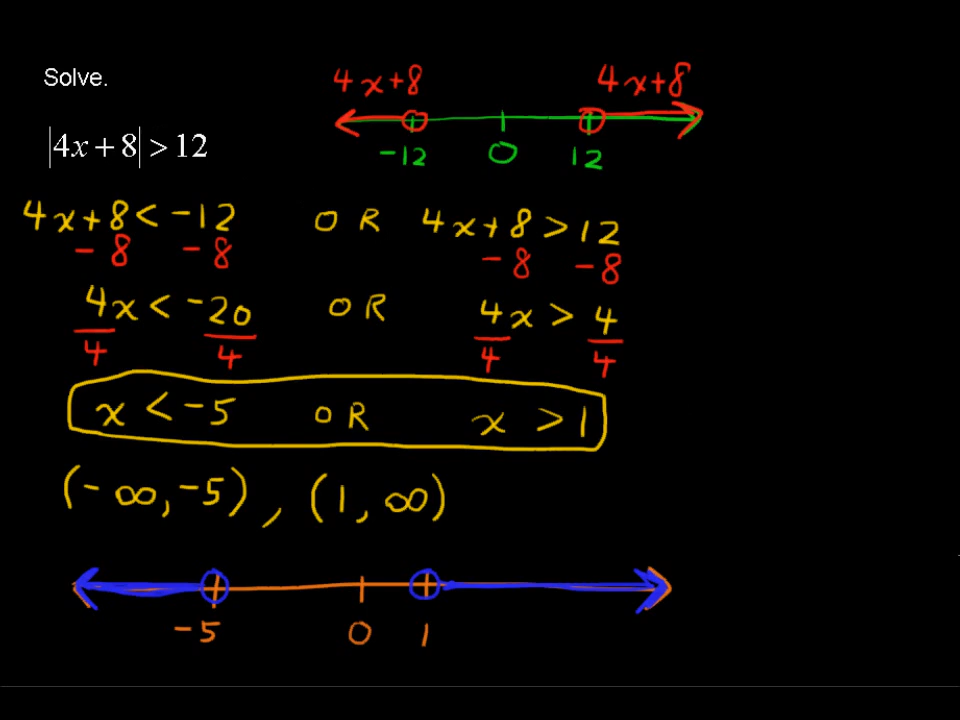 Solve.
4x+8 4x+8
-12 0 12
|4x + 8| > 12
4x+8 < -12 OR 4x+8 > 12
- 8 - 8 - 8 - 8
4x < -20 OR 4x > 4
4 4 4 4
x < -5 OR x > 1
(-∞, -5), (1, ∞)
-5 0 1